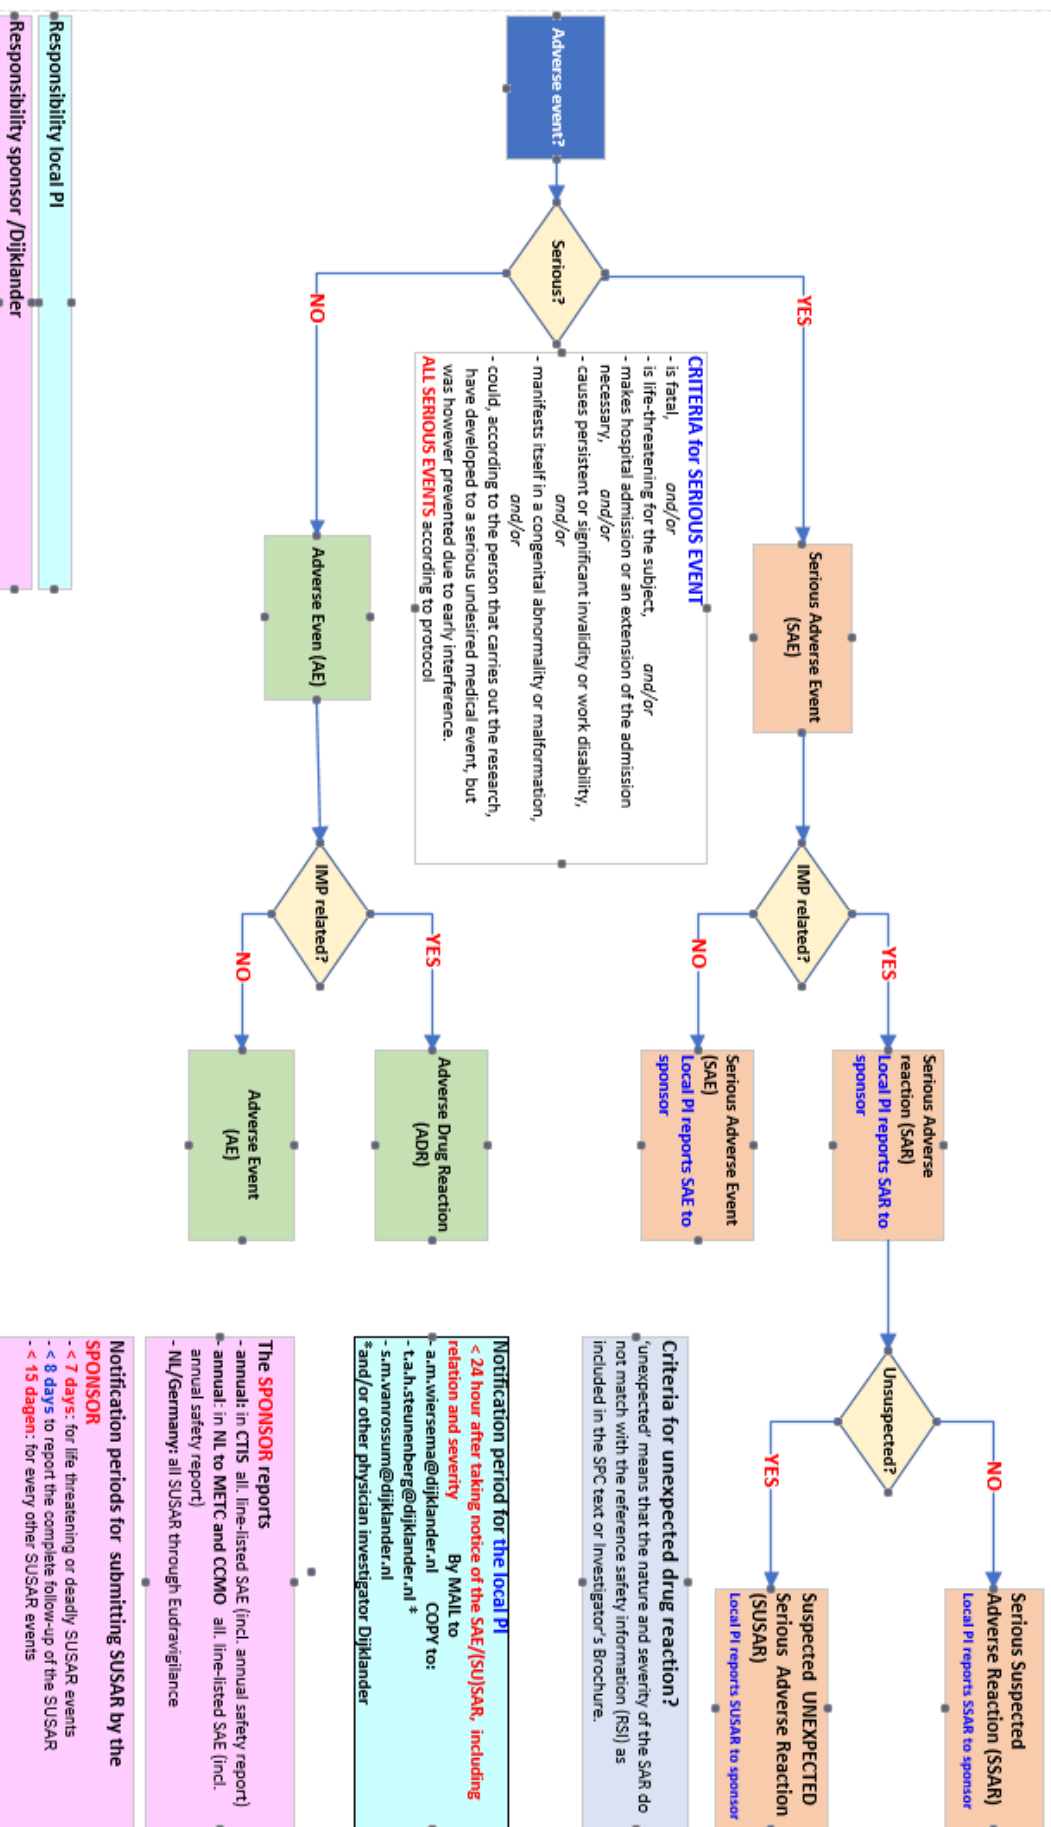 Adverse event?
Serious?
YES
NO
Serious Adverse Event
(SAE)
CRITERIA for SERIOUS EVENT
- is fatal, and/or
- is life-threatening for the subject, and/or
- makes hospital admission or an extension of the admission
necessary, and/or
- causes persistent or significant invalidity or work disability,
and/or
- manifests itself in a congenital abnormality or malformation,
and/or
- could, according to the person that carries out the research,
have developed to a serious undesired medical event, but
was however prevented due to early interference.
ALL SERIOUS EVENTS according to protocol
Adverse Even (AE)
IMP related?
YES
NO
IMP related?
YES
NO
Serious Adverse
reaction (SAR)
Local PI reports SAR to
sponsor
Serious Adverse Event
(SAE)
Local PI reports SAE to
sponsor
Adverse Drug Reaction
(ADR)
Adverse Event
(AE)
Unsuspected?
NO
YES
Serious Suspected
Adverse Reaction (SSAR)
Local PI reports SSAR to sponsor
Suspected UNEXPECTED
Serious Adverse Reaction
(SUSAR)
Local PI reports SUSAR to sponsor
Criteria for unexpected drug reaction?
'unexpected' means that the nature and severity of the SAR do
not match with the reference safety information (RSI) as
included in the SPC text or Investigator's Brochure.
Notification period for the local PI
< 24 hour after taking notice of the SAE/(SU)SAR, including
relation and severity By MAIL to
- a.m.wiersema@dijklander.nl COPY to:
- t.a.h.steunenberg@dijklander.nl *
- s.m.vanrossum@dijklander.nl
*and/or other physician investigator Dijklander
The SPONSOR reports
- annual: in CTIS all. line-listed SAE (incl. annual safety report)
- annual: in NL to METC and CCMO all. line-listed SAE (incl.
annual safety report)
- NL/Germany: all SUSAR through Eudravigilance
Notification periods for submitting SUSAR by the
SPONSOR
- < 7 days: for life threatening or deadly SUSAR events
- < 8 days to report the complete follow-up of the SUSAR
- < 15 dagen: for every other SUSAR events
Responsibility local PI
Responsibility sponsor /Dijklander